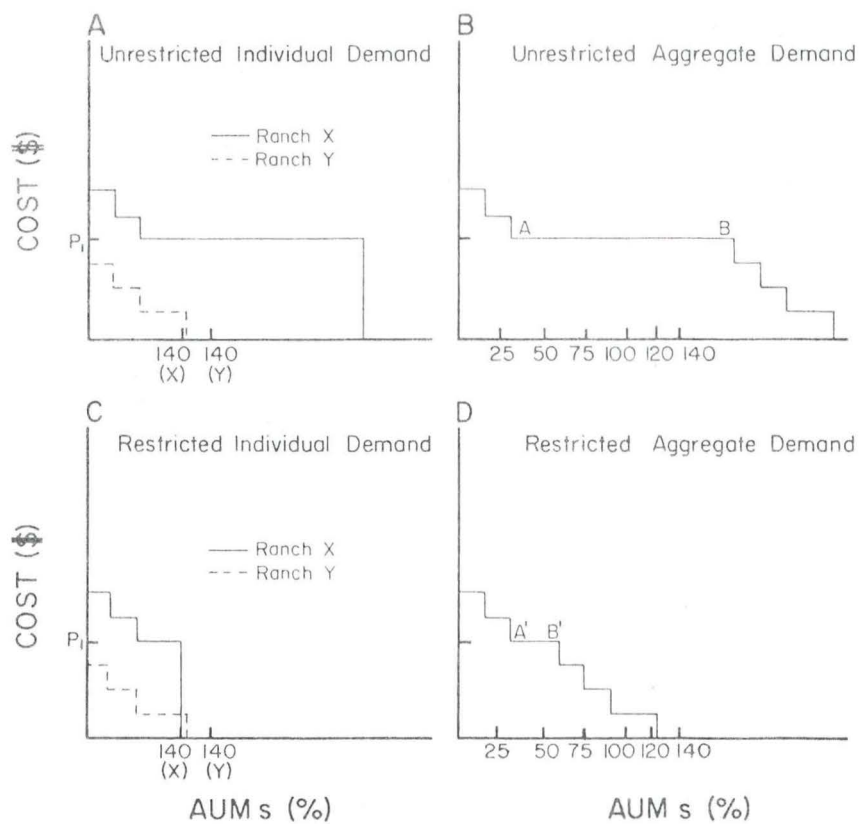 A
Unrestricted Individual Demand
Ranch X
Ranch Y
COST ($)
P₁
140 140
(X) (Y)
B
Unrestricted Aggregate Demand
A B
25 50 75 100 120 140
C
Restricted Individual Demand
Ranch X
Ranch Y
COST ($)
P₁
140 140
(X) (Y)
AUMs (%)
D
Restricted Aggregate Demand
A' B'
25 50 75 100 120 140
AUMs (%)